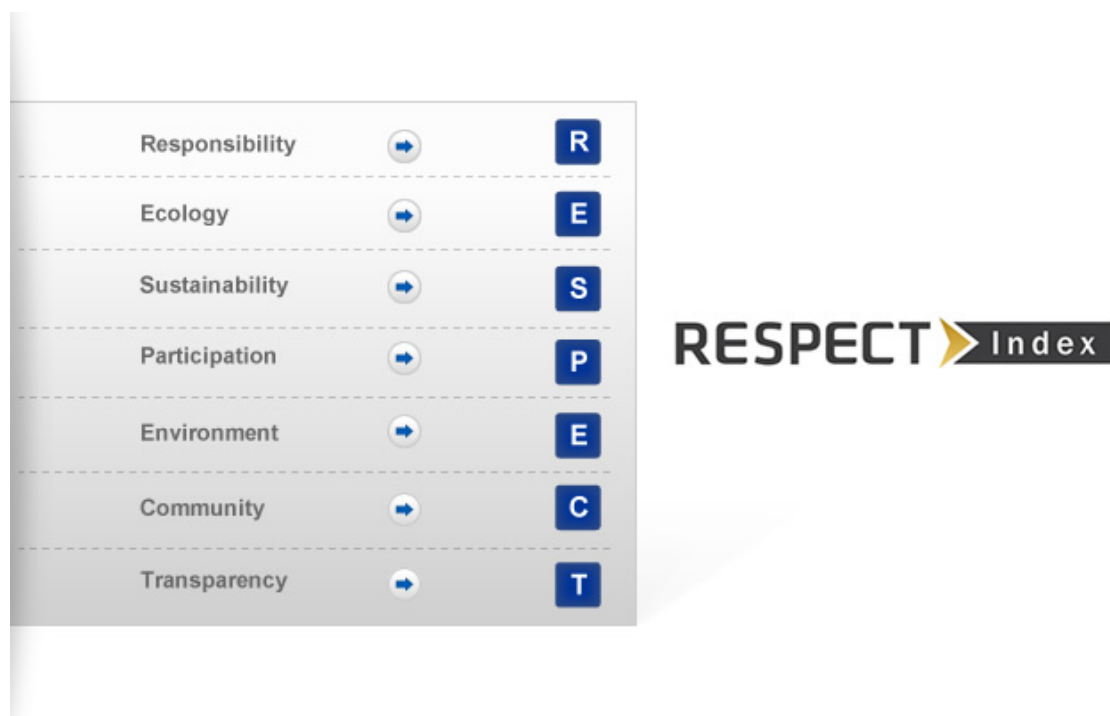 Responsibility R
Ecology E
Sustainability S
Participation P
Environment E
Community C
Transparency T
RESPECT Index